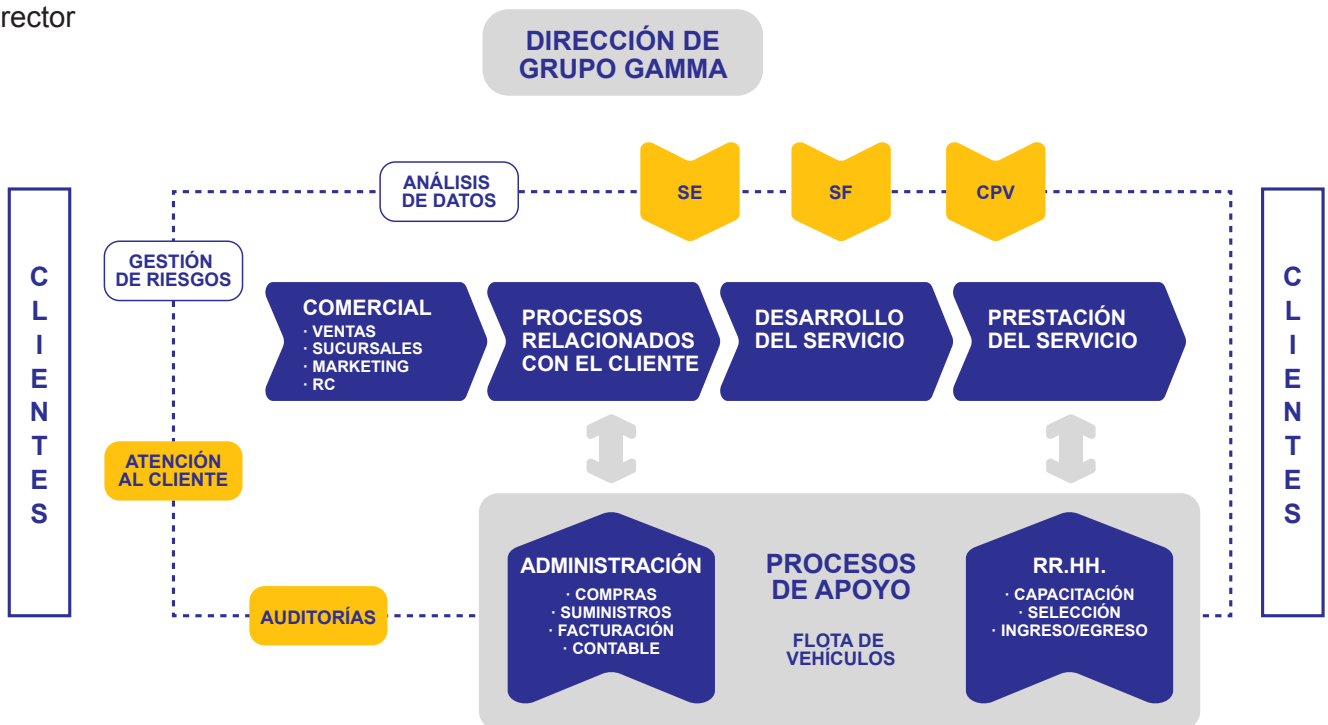 rector
DIRECCIÓN DE
GRUPO GAMMA
ANÁLISIS
DE DATOS
SE
SF
CPV
GESTIÓN
DE RIESGOS
CLIENTES
COMERCIAL
· VENTAS
· SUCURSALES
· MARKETING
· RC
PROCESOS
RELACIONADOS
CON EL CLIENTE
DESARROLLO
DEL SERVICIO
PRESTACIÓN
DEL SERVICIO
CLIENTES
ATENCIÓN
AL CLIENTE
AUDITORÍAS
ADMINISTRACIÓN
· COMPRAS
· SUMINISTROS
· FACTURACIÓN
· CONTABLE
PROCESOS
DE APOYO
FLOTA DE
VEHÍCULOS
RR.HH.
· CAPACITACIÓN
· SELECCIÓN
· INGRESO/EGRESO